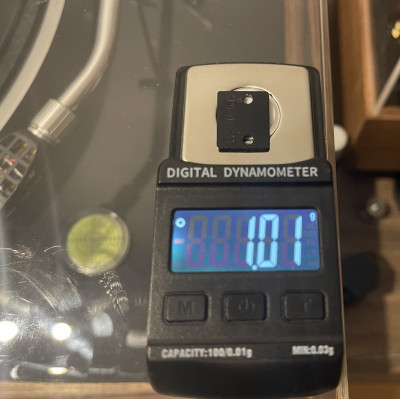 DIGITAL DYNAMOMETER
g
1.01
M T
CAPACITY:100/0.01g MIN:0.03g